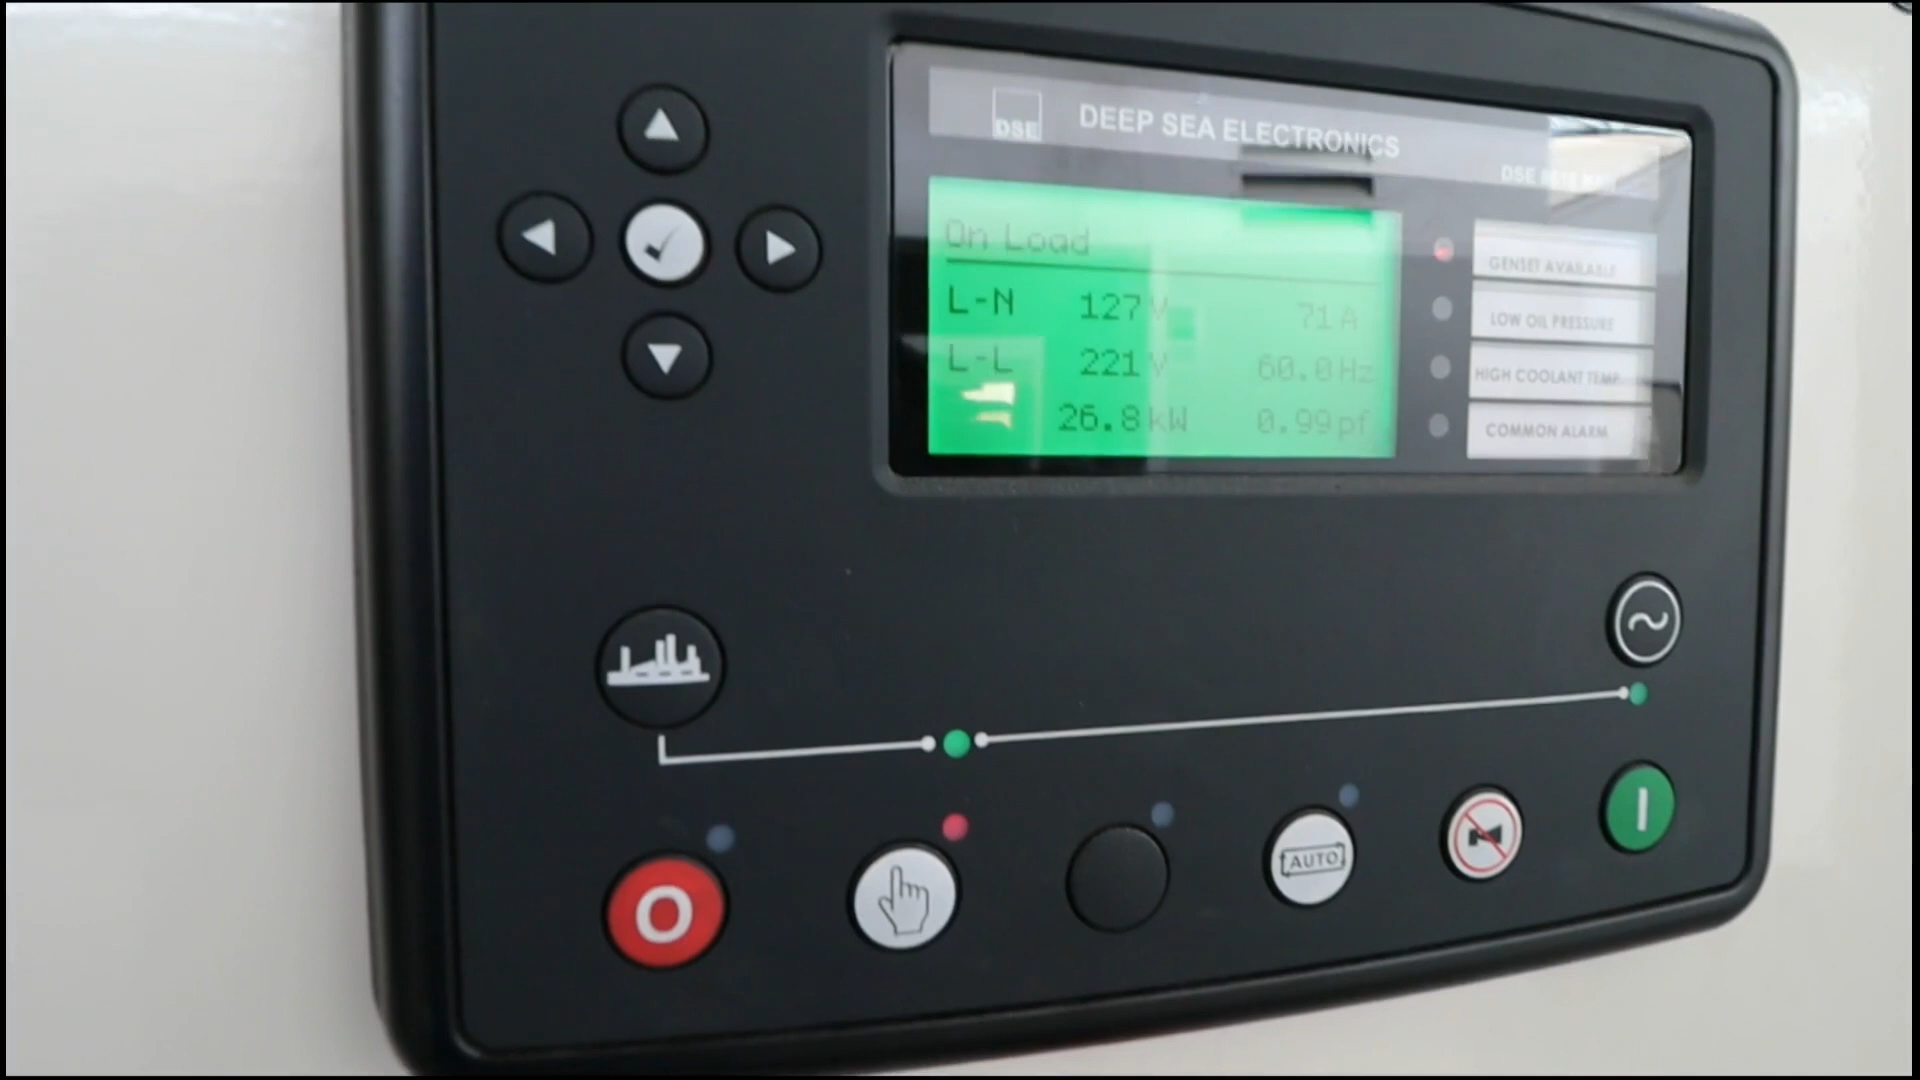 DSE
DEEP SEA ELECTRONICS
DSE
On Load
L-N 127 V 71 A
L-L 221 V 60.0 Hz
26.8 kW 0.99 pf
GENSET AVAILABLE
LOW OIL PRESSURE
HIGH COOLANT TEMP
COMMON ALARM
O
AUTO
I